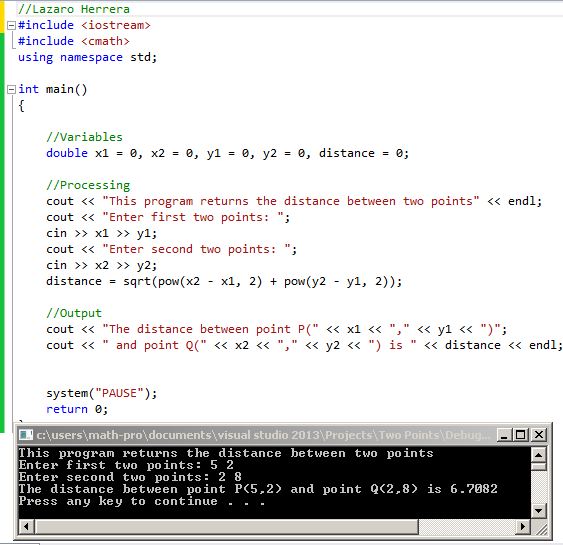 //Lazaro Herrera
#include <iostream>
#include <cmath>
using namespace std;
int main()
{
//Variables
double x1 = 0, x2 = 0, y1 = 0, y2 = 0, distance = 0;
//Processing
cout << "This program returns the distance between two points" << endl;
cout << "Enter first two points: ";
cin >> x1 >> y1;
cout << "Enter second two points: ";
cin >> x2 >> y2;
distance = sqrt(pow(x2 - x1, 2) + pow(y2 - y1, 2));
//Output
cout << "The distance between point P(" << x1 << "," << y1 << ")";
cout << " and point Q(" << x2 << "," << y2 << ") is " << distance << endl;
system("PAUSE");
return 0;
c:\users\math-pro\documents\visual studio 2013\Projects\Two Points\Debug...
This program returns the distance between two points
Enter first two points: 5 2
Enter second two points: 2 8
The distance between point P(5,2) and point Q(2,8) is 6.7082
Press any key to continue . . .